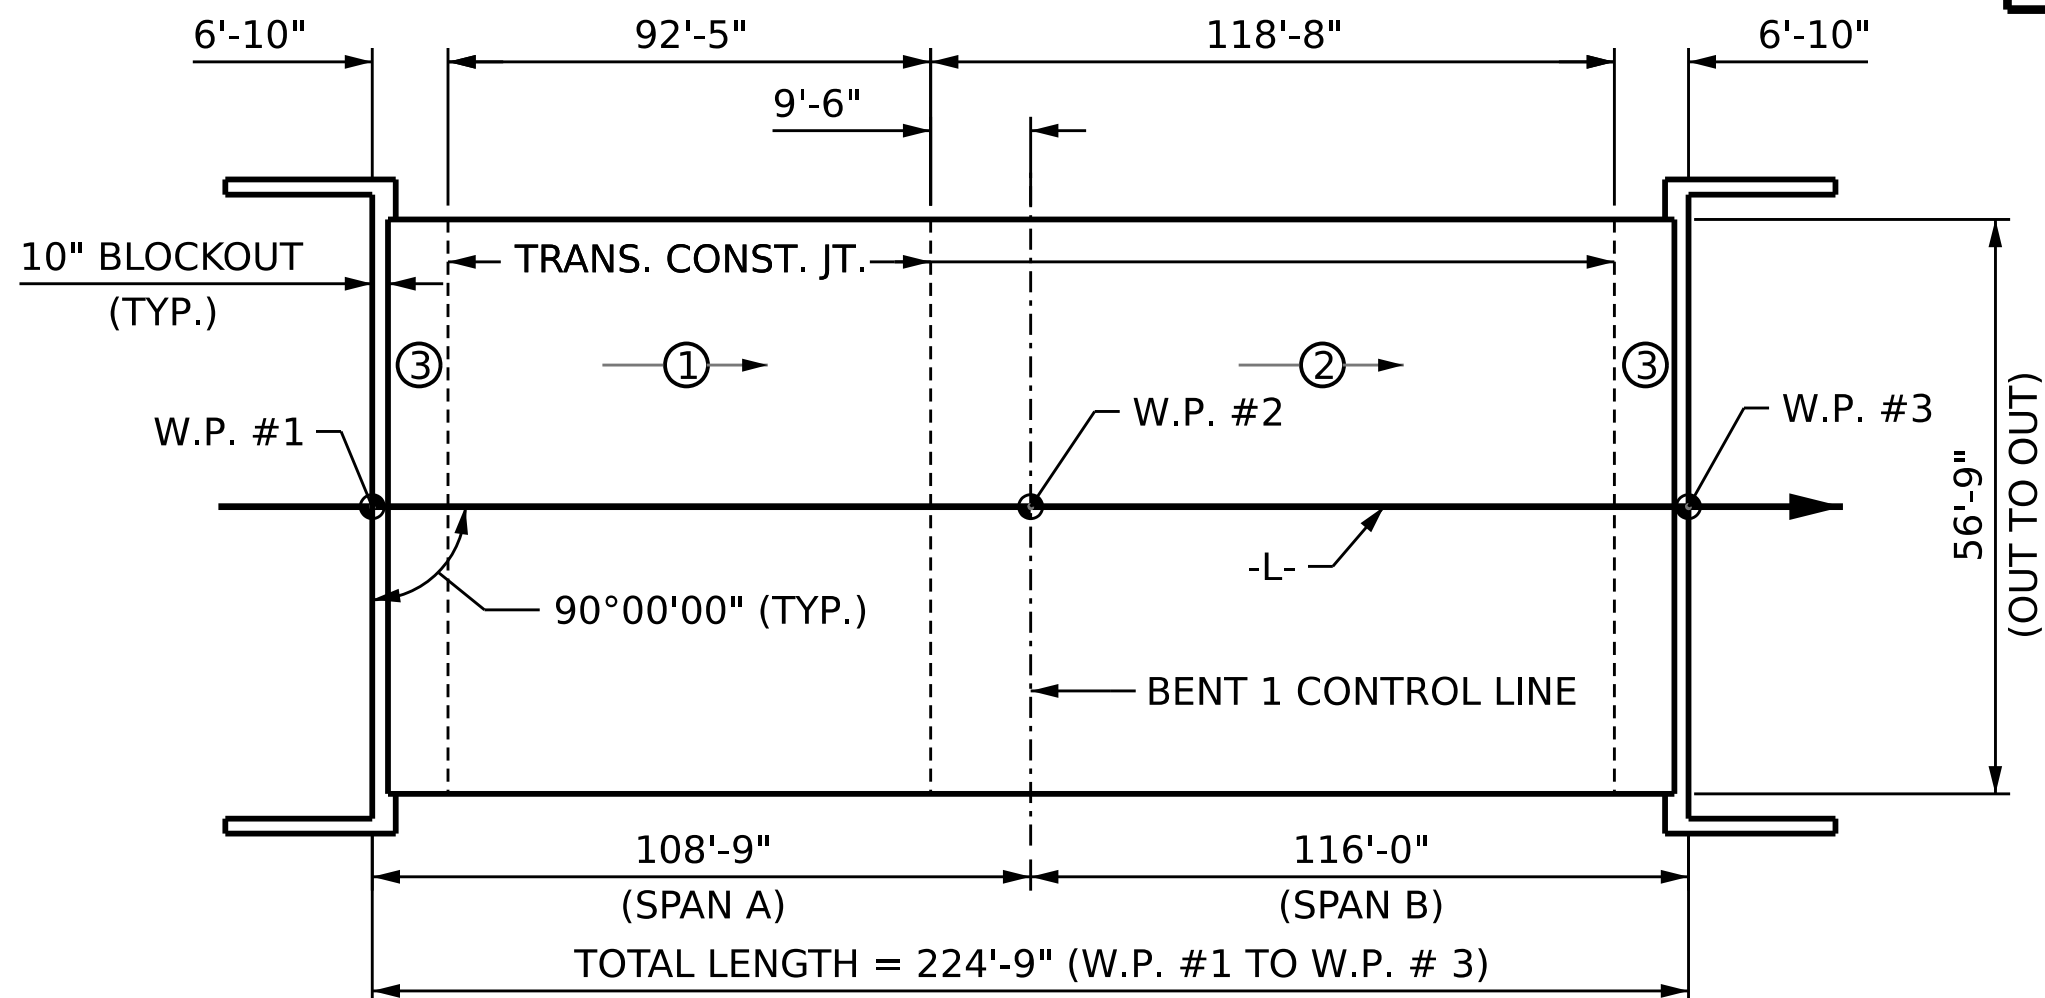 6'-10"
92'-5"
118'-8"
6'-10"
9'-6"
10" BLOCKOUT
(TYP.)
TRANS. CONST. JT.
3
1
2
3
W.P. #1
W.P. #2
W.P. #3
56'-9"
(OUT TO OUT)
-L-
90°00'00" (TYP.)
BENT 1 CONTROL LINE
108'-9"
(SPAN A)
116'-0"
(SPAN B)
TOTAL LENGTH = 224'-9" (W.P. #1 TO W.P. # 3)